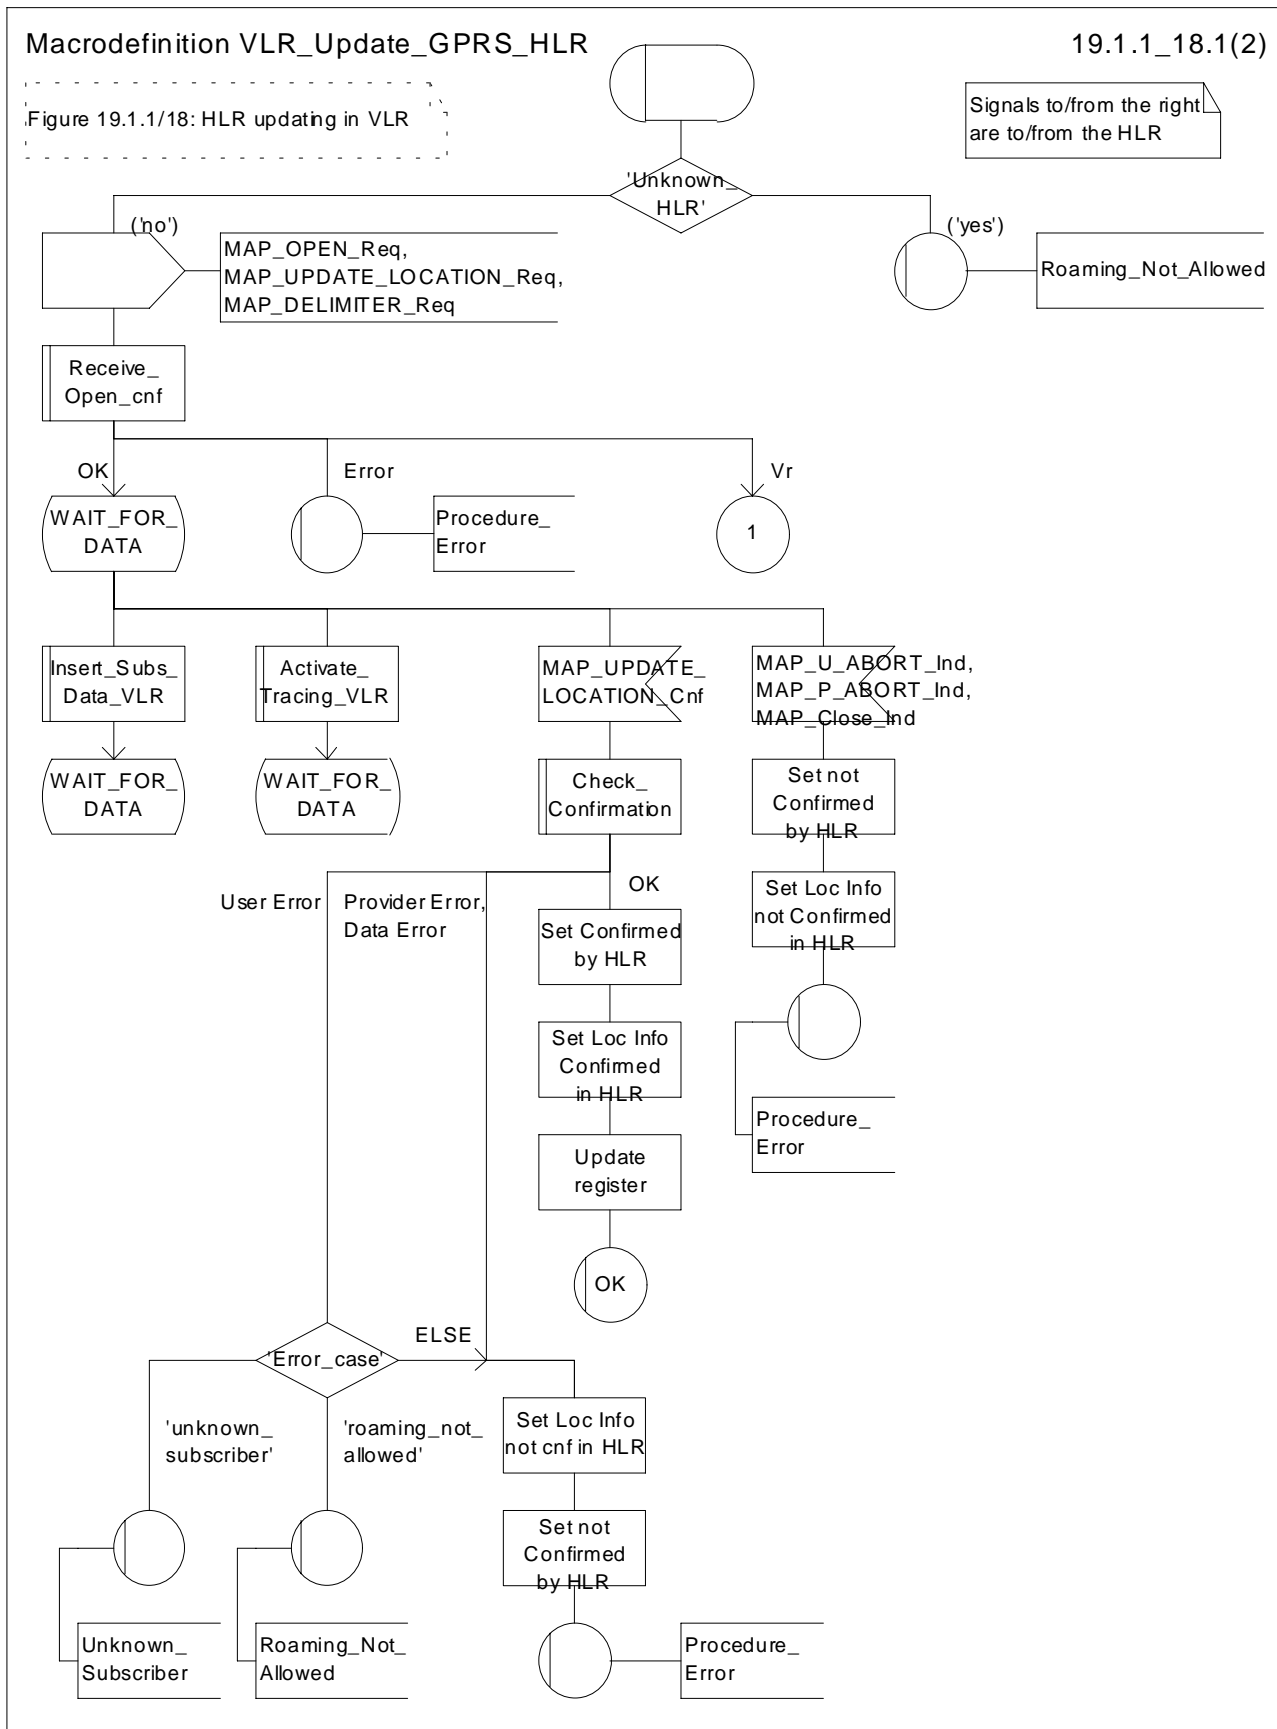 Macrodefinition VLR_Update_GPRS_HLR
19.1.1_18.1(2)
Figure 19.1.1/18: HLR updating in VLR
Signals to/from the right
are to/from the HLR
'Unknown_
HLR'
('no')
('yes')
MAP_OPEN_Req,
MAP_UPDATE_LOCATION_Req,
MAP_DELIMITER_Req
Roaming_Not_Allowed
Receive_
Open_cnf
OK
Error
Vr
WAIT_FOR_
DATA
Procedure_
Error
1
Insert_Subs_
Data_VLR
Activate_
Tracing_VLR
MAP_UPDATE_
LOCATION_Cnf
MAP_U_ABORT_Ind,
MAP_P_ABORT_Ind,
MAP_Close_Ind
WAIT_FOR_
DATA
WAIT_FOR_
DATA
Check_
Confirmation
Set not
Confirmed
by HLR
User Error
Provider Error,
Data Error
OK
Set Confirmed
by HLR
Set Loc Info
not Confirmed
in HLR
Set Loc Info
Confirmed
in HLR
Procedure_
Error
Update
register
OK
'Error_case'
ELSE
'unknown_
subscriber'
'roaming_not_
allowed'
Set Loc Info
not cnf in HLR
Set not
Confirmed
by HLR
Unknown_
Subscriber
Roaming_Not_
Allowed
Procedure_
Error